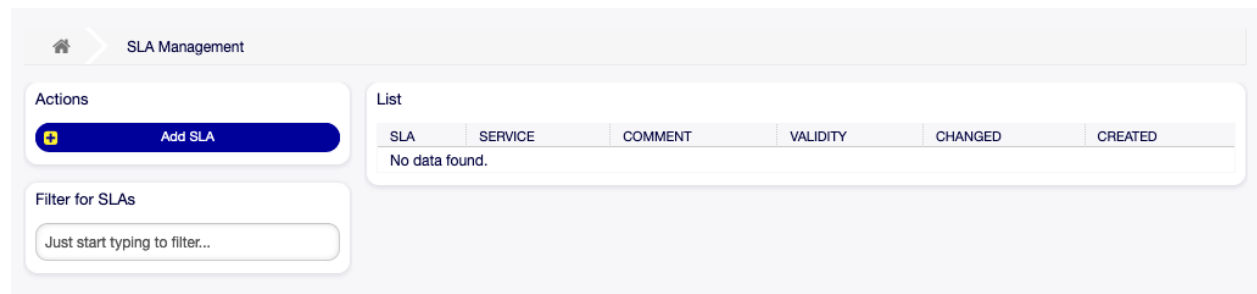 SLA Management
Actions
Add SLA
Filter for SLAs
Just start typing to filter...
List
SLA SERVICE COMMENT VALIDITY CHANGED CREATED
No data found.